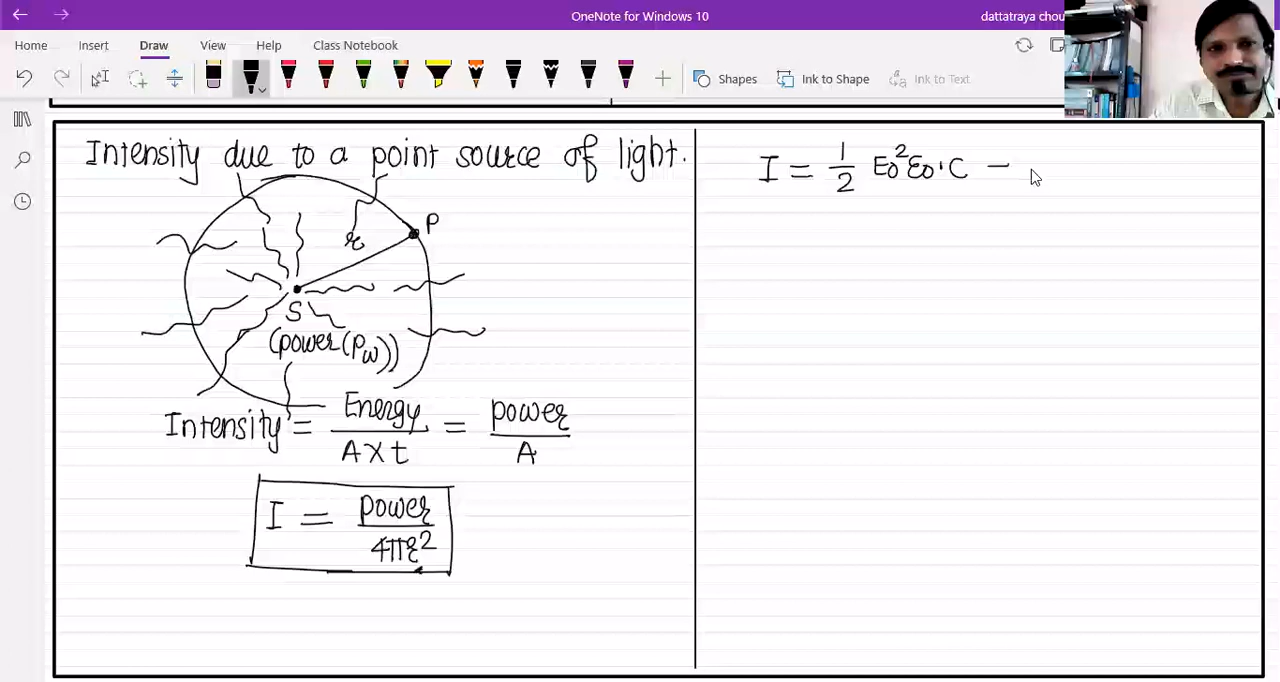 OneNote for Windows 10
dattatraya chou
Home Insert Draw View Help Class Notebook
Shapes Ink to Shape Ink to Text
Intensity due to a point source of light.
P
r
S
(power(Pw))
Intensity = Energy / A X t = power / A
I = power / 4πr²
I = 1/2 E0²ε0·C —